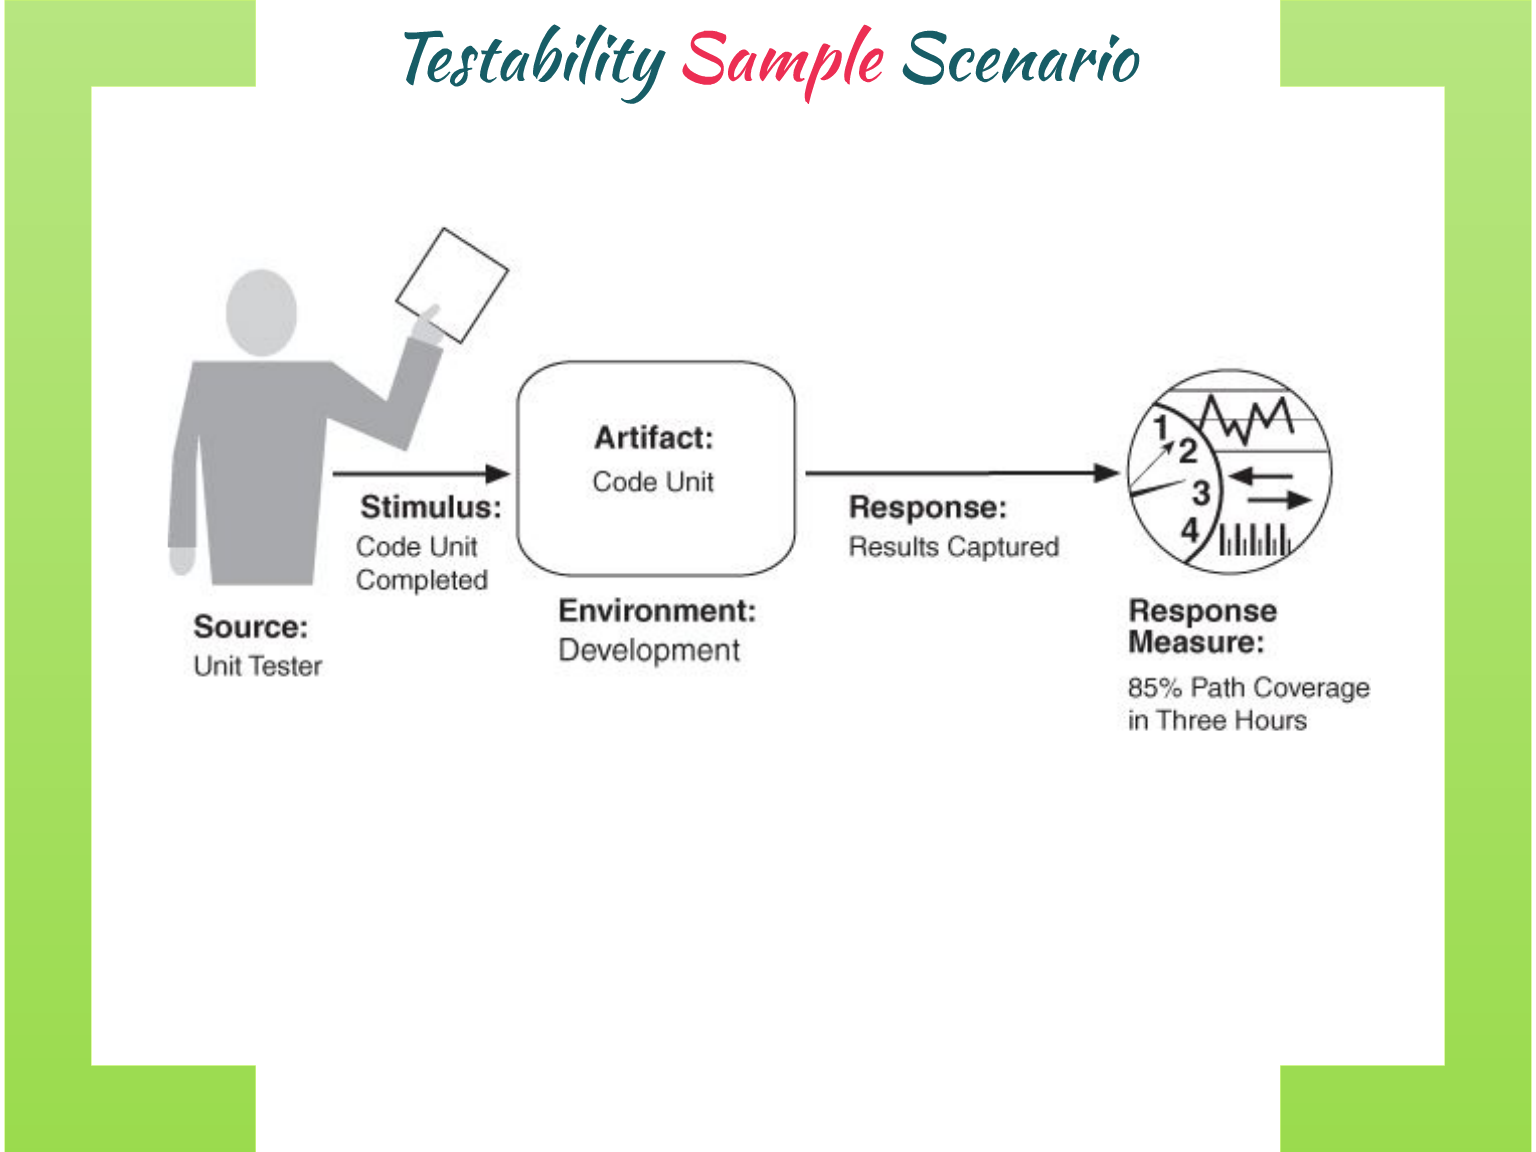 Testability Sample Scenario
Source:
Unit Tester
Stimulus:
Code Unit
Completed
Artifact:
Code Unit
Environment:
Development
Response:
Results Captured
1
2
3
4
Response
Measure:
85% Path Coverage
in Three Hours